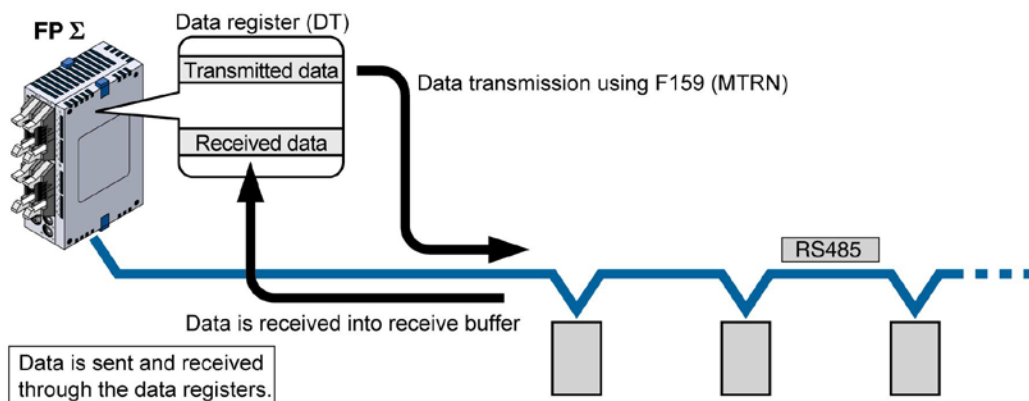 FP Σ
Data register (DT)
Transmitted data
Received data
Data transmission using F159 (MTRN)
RS485
Data is received into receive buffer
Data is sent and received
through the data registers.